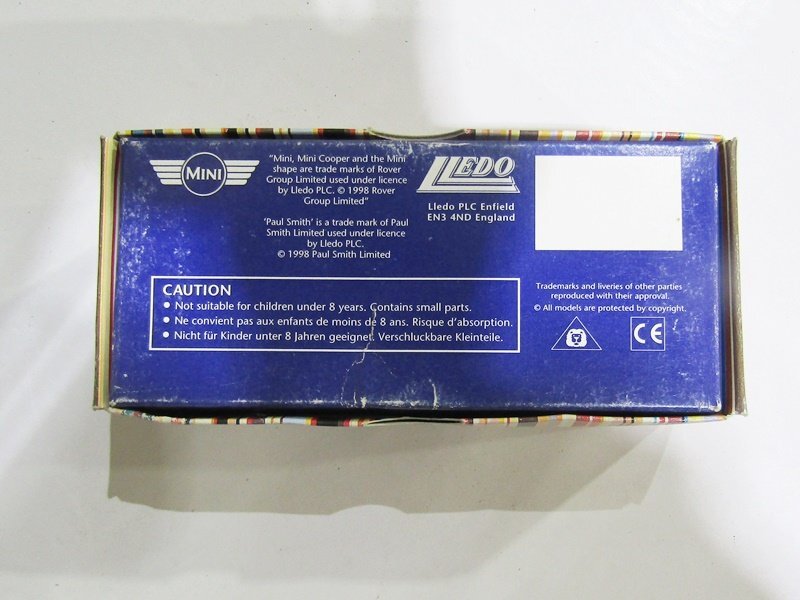 MINI
“Mini, Mini Cooper and the Mini
shape are trade marks of Rover
Group Limited used under licence
by Lledo PLC. © 1998 Rover
Group Limited”
‘Paul Smith’ is a trade mark of Paul
Smith Limited used under licence
by Lledo PLC.
© 1998 Paul Smith Limited
LLEDO
Lledo PLC Enfield
EN3 4ND England
CAUTION
● Not suitable for children under 8 years. Contains small parts.
● Ne convient pas aux enfants de moins de 8 ans. Risque d’absorption.
● Nicht für Kinder unter 8 Jahren geeignet. Verschluckbare Kleinteile.
Trademarks and liveries of other parties
reproduced with their approval.
© All models are protected by copyright.
CE